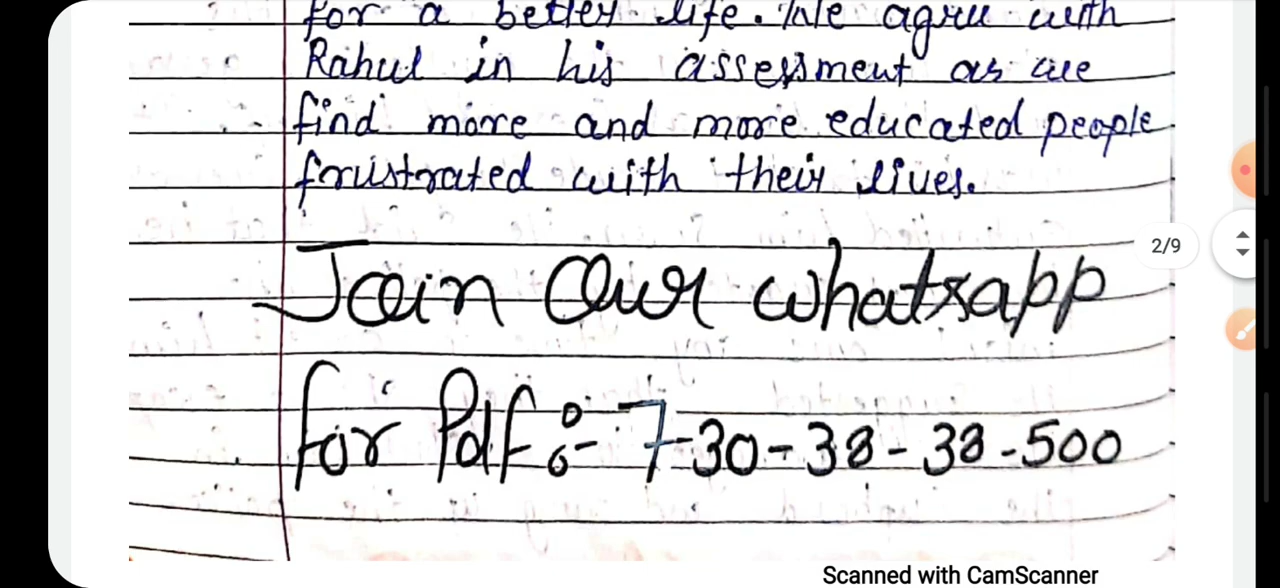 for a better life. We agree with
Rahul in his assessment as we
find more and more educated people
frustrated with their lives.
2/9
Join Our whatsapp
for Pdf :- 7-30-38-38-500
Scanned with CamScanner